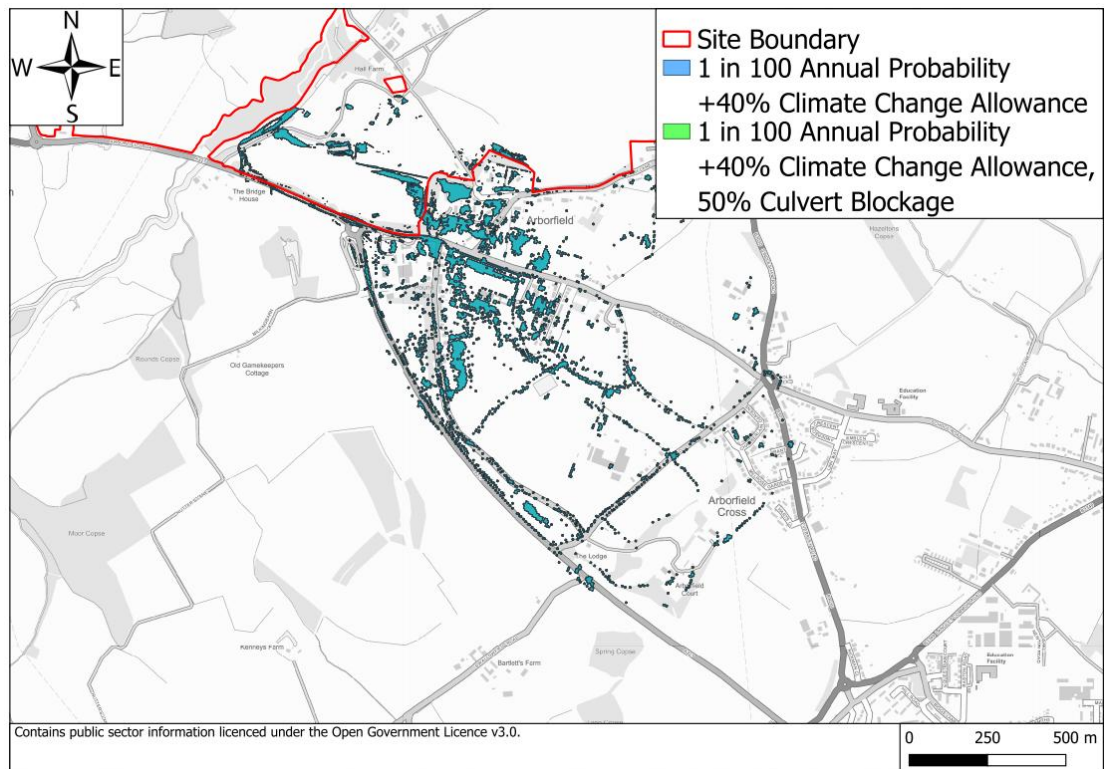 N
W E
S
Site Boundary
1 in 100 Annual Probability
+40% Climate Change Allowance
1 in 100 Annual Probability
+40% Climate Change Allowance,
50% Culvert Blockage
Hall Farm
The Bridge
House
Arborfield
Hazeltons
Copse
Rounds Copse
Old Gamekeepers
Cottage
Education
Facility
Arborfield
Cross
Moor Copse
The Lodge
Arborfield
Court
Kenneys Farm
Bartlett's Farm
Spring Copse
Education
Facility
Contains public sector information licenced under the Open Government Licence v3.0.
0 250 500 m